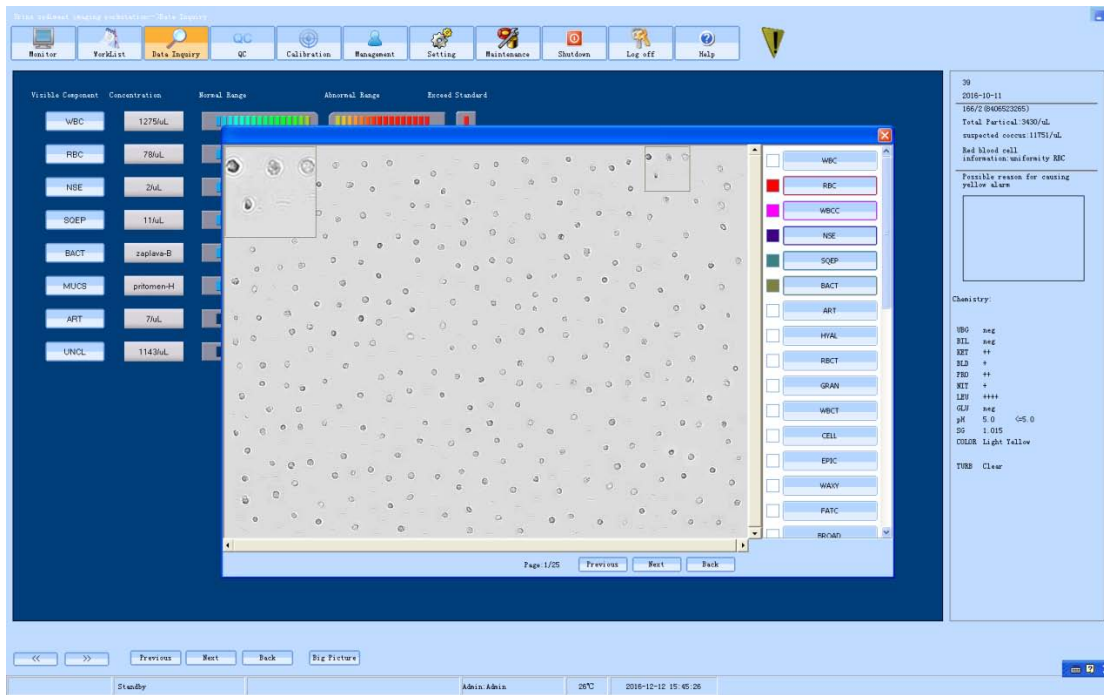 Urine sediment imaging workstation--Data Inquiry
Monitor WorkList Data Inquiry QC Calibration Management Setting Maintenance Shutdown Log off Help
QC
Visible Component Concentration Normal Range Abnormal Range Exceed Standard
WBC 1275/uL
RBC 78/uL
NSE 2/uL
SQEP 11/uL
BACT zaplava-B
MUCS pritomen-H
ART 7/uL
UNCL 1143/uL
WBC
RBC
WBCC
NSE
SQEP
BACT
ART
HYAL
RBCT
GRAN
WBCT
CELL
EPIC
WAXY
FATC
BROAD
Page:1/25 Previous Next Back
39
2016-10-11
166/2 (8406523265)
Total Partical:3430/uL
suspected coccus:11751/uL
Red blood cell
information:uniformity RBC
Possible reason for causing
yellow alarm
Chemistry:
UBG neg
BIL neg
KET ++
BLD +
PRO ++
NIT +
LEU ++++
GLU neg
pH 5.0 <=5.0
SG 1.015
COLOR Light Yellow
TURB Clear
<< >> Previous Next Back Big Picture
Standby Admin:Admin 26℃ 2016-12-12 15:45:26